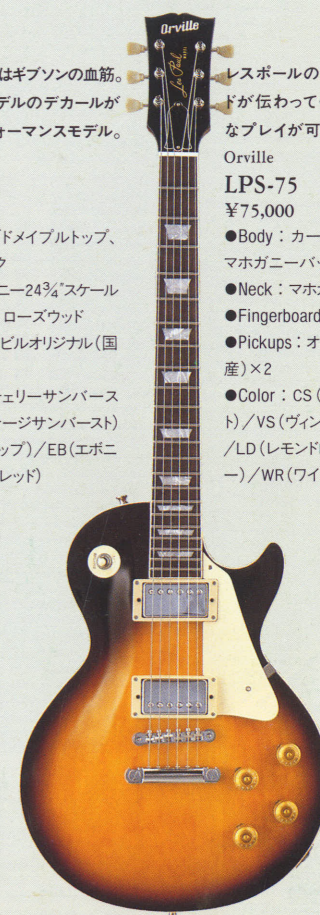 Orville
Les Paul
MODEL
はギブソンの血筋。
デルのデカールが
ォーマンスモデル。
ドメイプルトップ、
ク
ニー24¾"スケール
ローズウッド
ビルオリジナル(国
ェリーサンバース
ージサンバースト)
ップ)/EB(エボニ
レッド)
レスポールの
ドが伝わって
なプレイが可
Orville
LPS-75
¥75,000
●Body：カー
マホガニーバッ
●Neck：マホガ
●Fingerboard
●Pickups：オ
産)×2
●Color：CS(
ト)/VS(ヴィン
/LD(レモンド
ー)/WR(ワイ